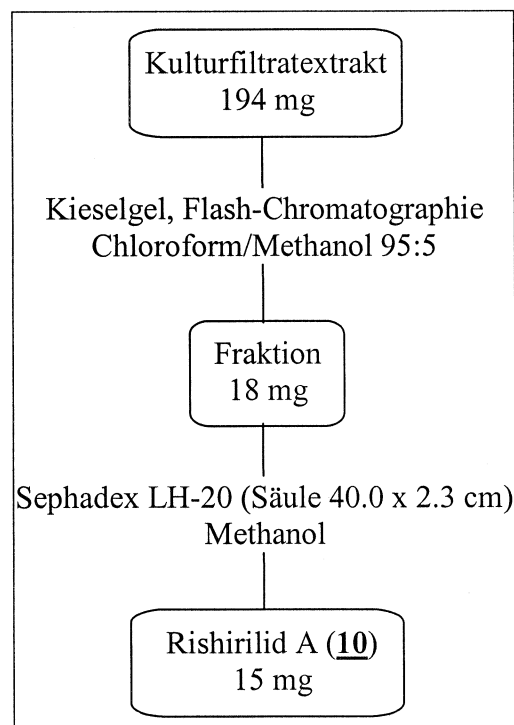 Kulturfiltratextrakt
194 mg
Kieselgel, Flash-Chromatographie
Chloroform/Methanol 95:5
Fraktion
18 mg
Sephadex LH-20 (Säule 40.0 x 2.3 cm)
Methanol
Rishirilid A (10)
15 mg